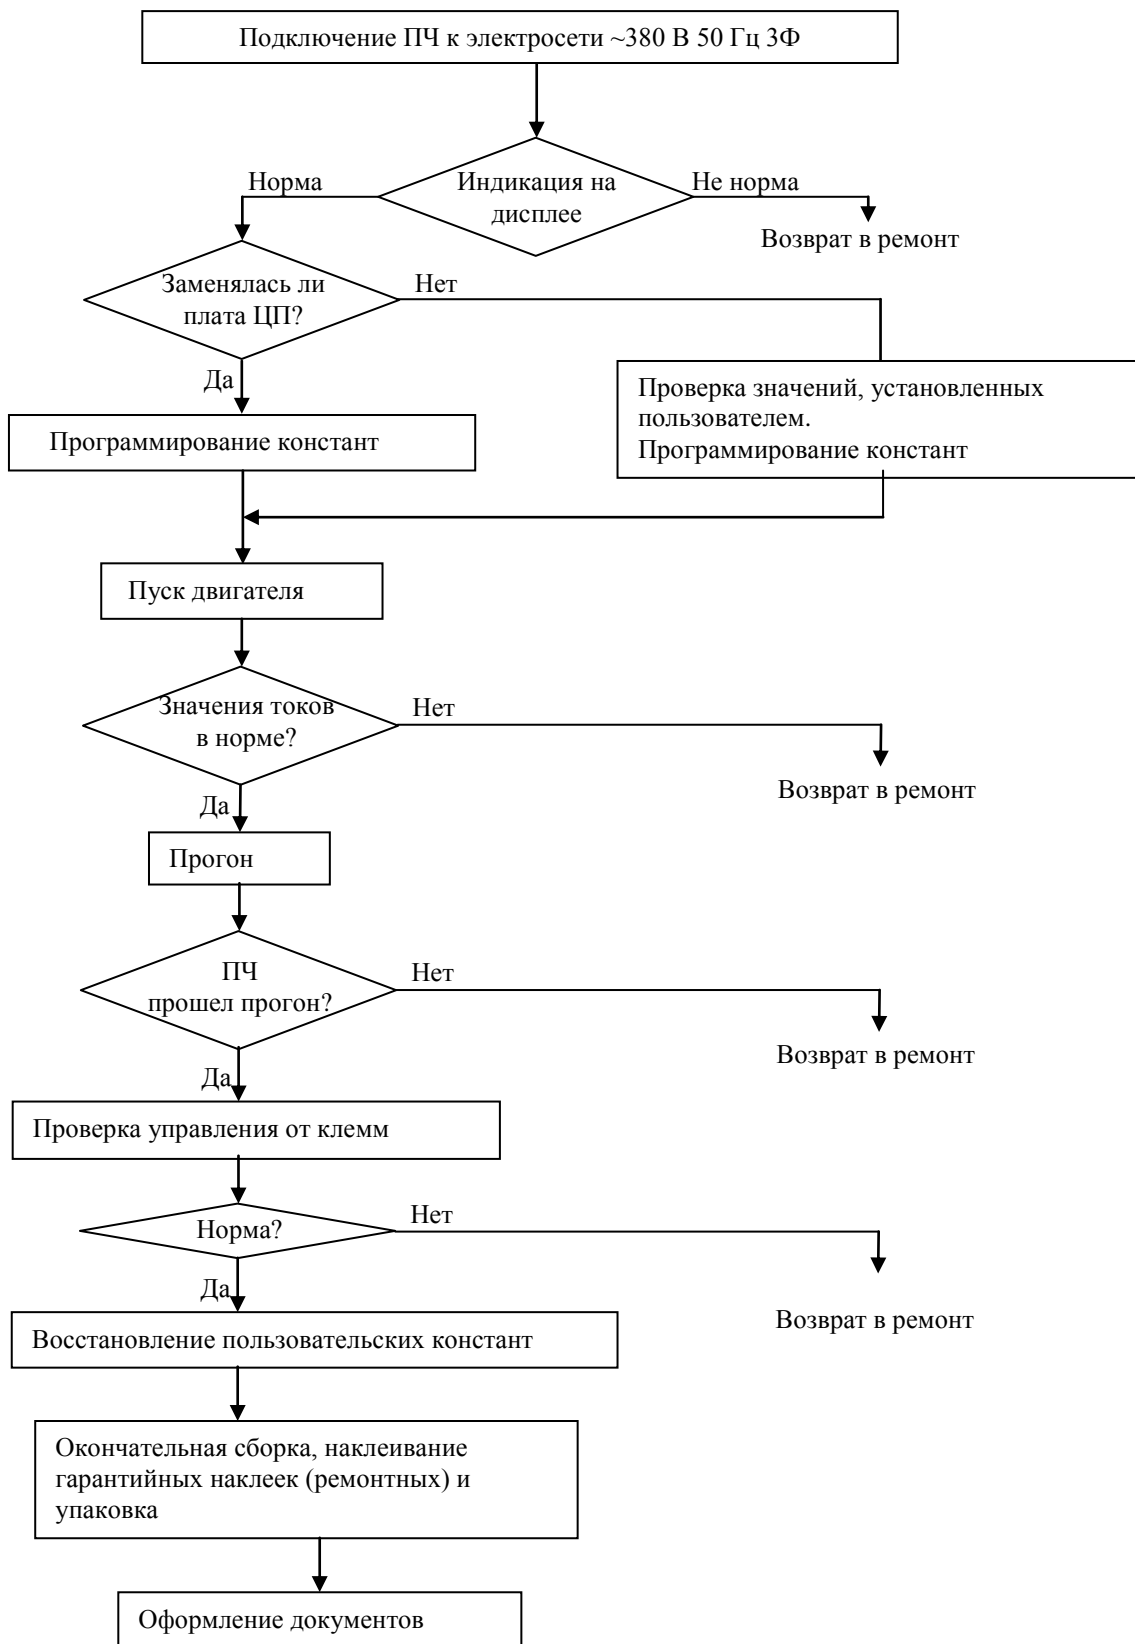 Подключение ПЧ к электросети ~380 В 50 Гц 3Ф
Норма
Индикация на
дисплее
Не норма
Возврат в ремонт
Заменялась ли
плата ЦП?
Нет
Да
Проверка значений, установленных
пользователем.
Программирование констант
Программирование констант
Пуск двигателя
Значения токов
в норме?
Нет
Возврат в ремонт
Да
Прогон
ПЧ
прошел прогон?
Нет
Возврат в ремонт
Да
Проверка управления от клемм
Норма?
Нет
Возврат в ремонт
Да
Восстановление пользовательских констант
Окончательная сборка, наклеивание
гарантийных наклеек (ремонтных) и
упаковка
Оформление документов